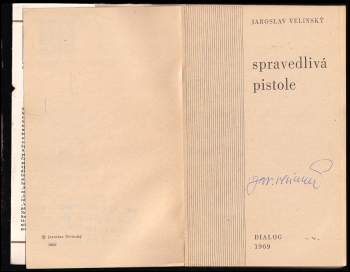 © Jaroslav Velinský
1969
JAROSLAV VELINSKÝ
spravedlivá
pistole
DIALOG
1969